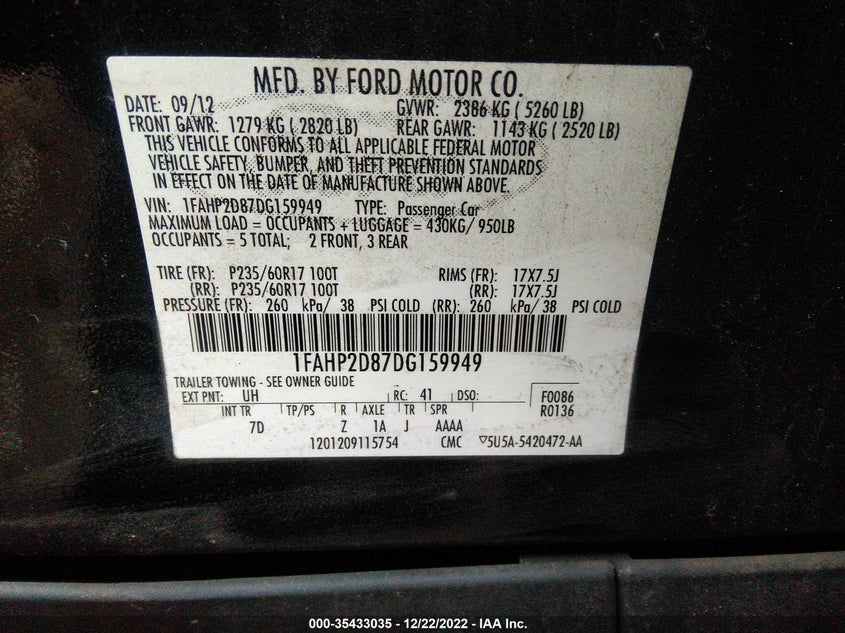 MFD. BY FORD MOTOR CO.
DATE: 09/12 GVWR: 2386 KG ( 5260 LB)
FRONT GAWR: 1279 KG ( 2820 LB) REAR GAWR: 1143 KG ( 2520 LB)
THIS VEHICLE CONFORMS TO ALL APPLICABLE FEDERAL MOTOR
VEHICLE SAFETY, BUMPER, AND THEFT PREVENTION STANDARDS
IN EFFECT ON THE DATE OF MANUFACTURE SHOWN ABOVE.
VIN: 1FAHP2D87DG159949 TYPE: Passenger Car
MAXIMUM LOAD = OCCUPANTS + LUGGAGE = 430KG/ 950LB
OCCUPANTS = 5 TOTAL; 2 FRONT, 3 REAR
TIRE (FR): P235/60R17 100T RIMS (FR): 17X7.5J
(RR): P235/60R17 100T (RR): 17X7.5J
PRESSURE (FR): 260 kPa/ 38 PSI COLD (RR): 260 kPa/ 38 PSI COLD
1FAHP2D87DG159949
TRAILER TOWING - SEE OWNER GUIDE
EXT PNT: UH RC: 41 DSO: F0086
INT TR TP/PS R AXLE TR SPR R0136
7D Z 1A J AAAA
1201209115754 CMC ▽5U5A-5420472-AA
000-35433035 - 12/22/2022 - IAA Inc.